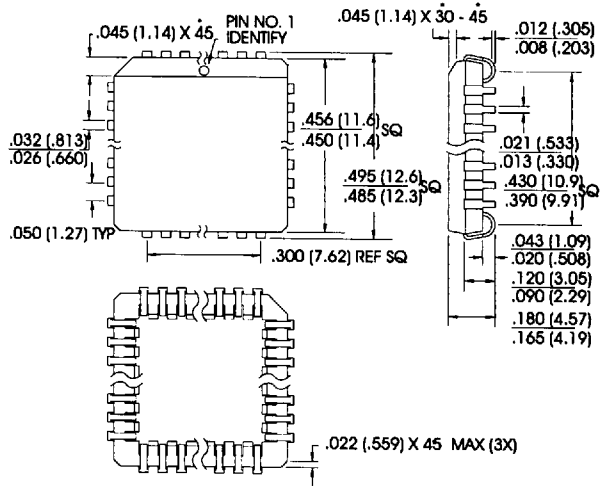 .045 (1.14) X 45
PIN NO. 1
IDENTIFY
.045 (1.14) X 30 - 45
.012 (.305)
.008 (.203)
.456 (11.6)
.450 (11.4)
SQ
.032 (.813)
.026 (.660)
.021 (.533)
.013 (.330)
.495 (12.6)
.485 (12.3)
SQ
.430 (10.9)
.390 (9.91)
SQ
.050 (1.27) TYP
.300 (7.62) REF SQ
.043 (1.09)
.020 (.508)
.120 (3.05)
.090 (2.29)
.180 (4.57)
.165 (4.19)
.022 (.559) X 45 MAX (3X)